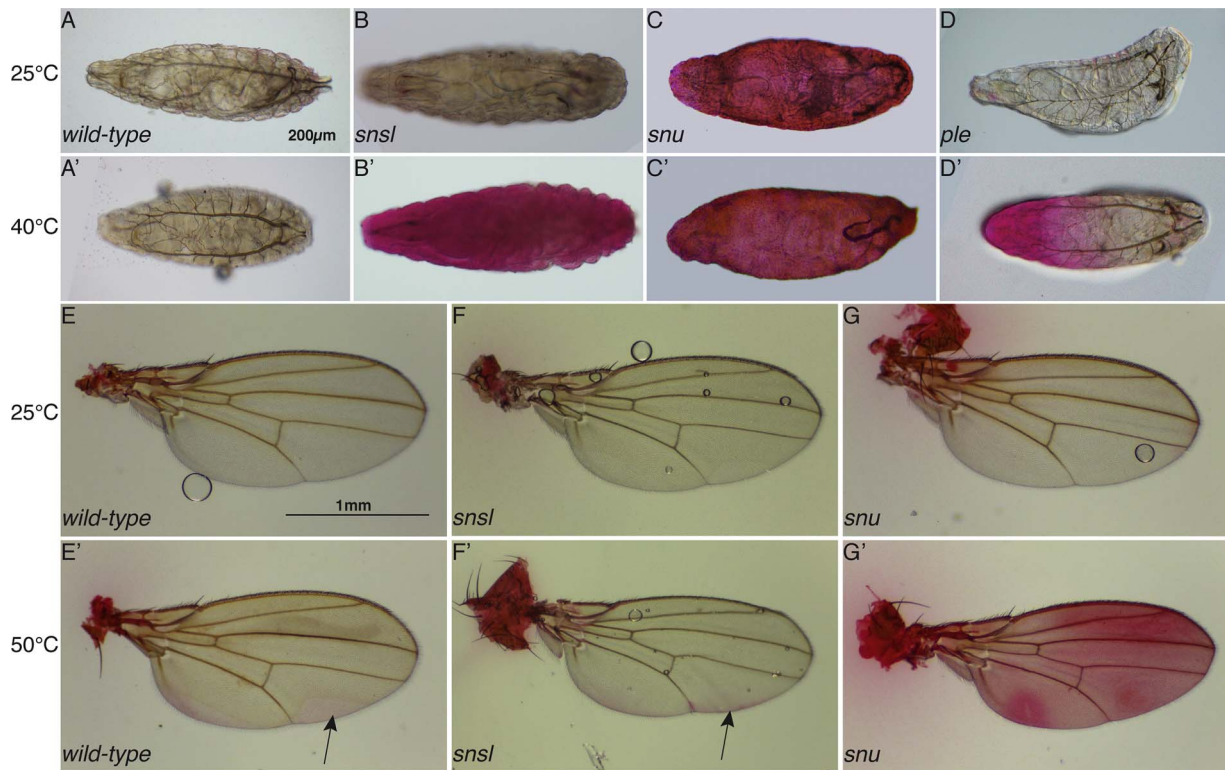 A B C D
25°C
wild-type 200µm snsl snu ple
A' B' C' D'
40°C
E F G
25°C
1mm
wild-type snsl snu
E' F' G'
50°C
wild-type snsl snu